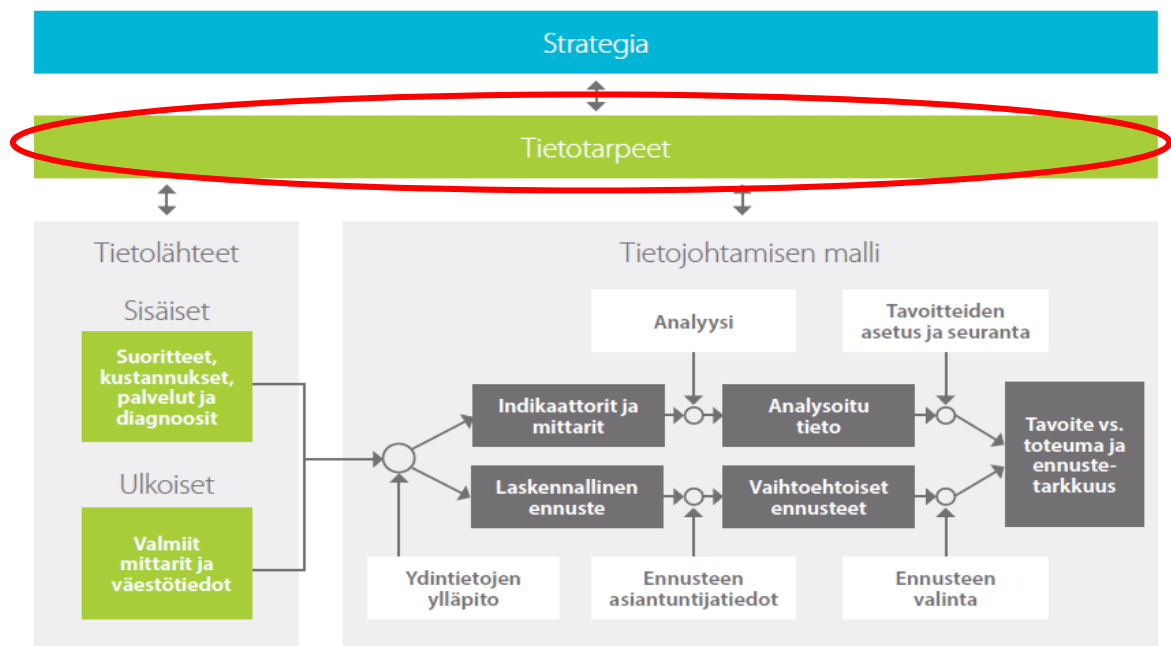 Strategia
Tietotarpeet
Tietolähteet
Sisäiset
Suoritteet,
kustannukset,
palvelut ja
diagnoosit
Ulkoiset
Valmiit
mittarit ja
väestötiedot
Tietojohtamisen malli
Analyysi
Tavoitteiden
asetus ja seuranta
Indikaattorit ja
mittarit
Analysoitu
tieto
Laskennallinen
ennuste
Vaihtoehtoiset
ennusteet
Tavoite vs.
toteuma ja
ennuste-
tarkkuus
Ydintietojen
ylläpito
Ennusteen
asiantuntijatiedot
Ennusteen
valinta